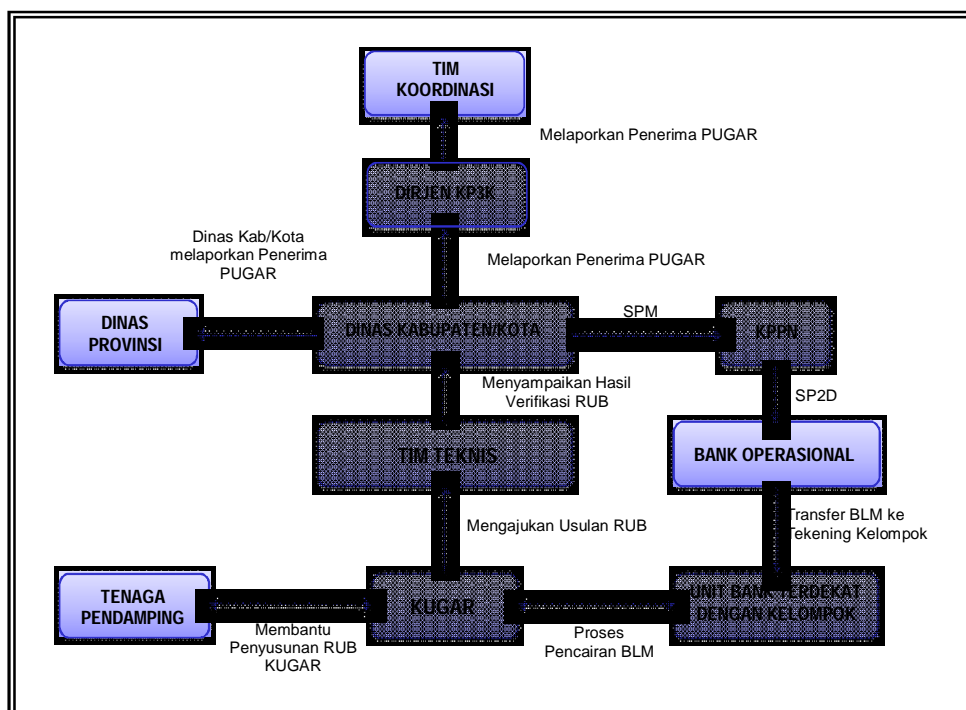 TIM
KOORDINASI
Melaporkan Penerima PUGAR
DIRJEN KP3K
Dinas Kab/Kota
melaporkan Penerima
PUGAR
Melaporkan Penerima PUGAR
DINAS
PROVINSI
DINAS KABUPATEN/KOTA
SPM
KPPN
Menyampaikan Hasil
Verifikasi RUB
SP2D
TIM TEKNIS
BANK OPERASIONAL
Mengajukan Usulan RUB
Transfer BLM ke
Tekening Kelompok
TENAGA
PENDAMPING
KUGAR
UNIT BANK TERDEKAT
DENGAN KELOMPOK
Membantu
Penyusunan RUB
KUGAR
Proses
Pencairan BLM